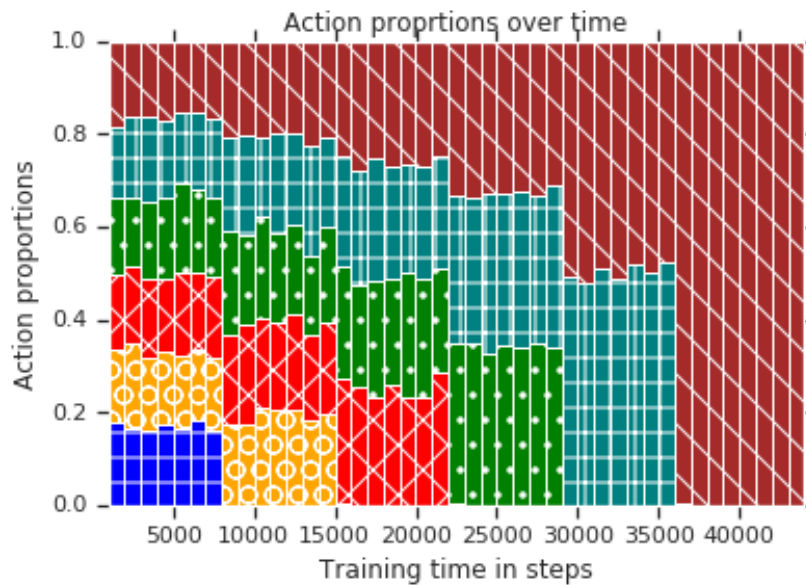 Action proprtions over time
1.0
0.8
0.6
0.4
0.2
0.0
Action proportions
5000 10000 15000 20000 25000 30000 35000 40000
Training time in steps